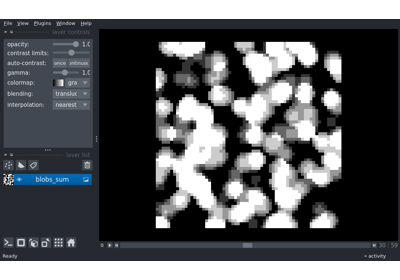 File View Plugins Window Help
layer controls
opacity: 1.0
contrast limits:
auto-contrast: once continuous
gamma: 1.0
colormap: gra
blending: translu
interpolation: nearest
layer list
blobs_sum
0 30 59
Ready activity